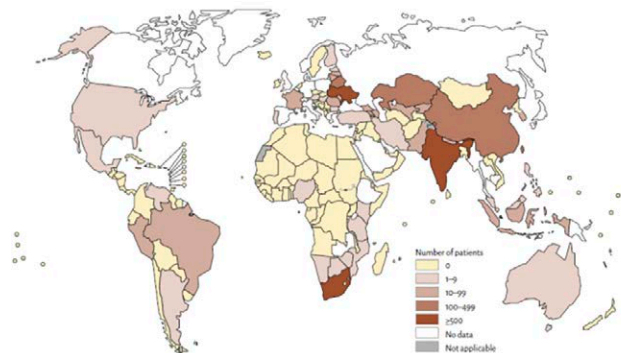 Number of patients
0
1–9
10–99
100–499
≥500
No data
Not applicable